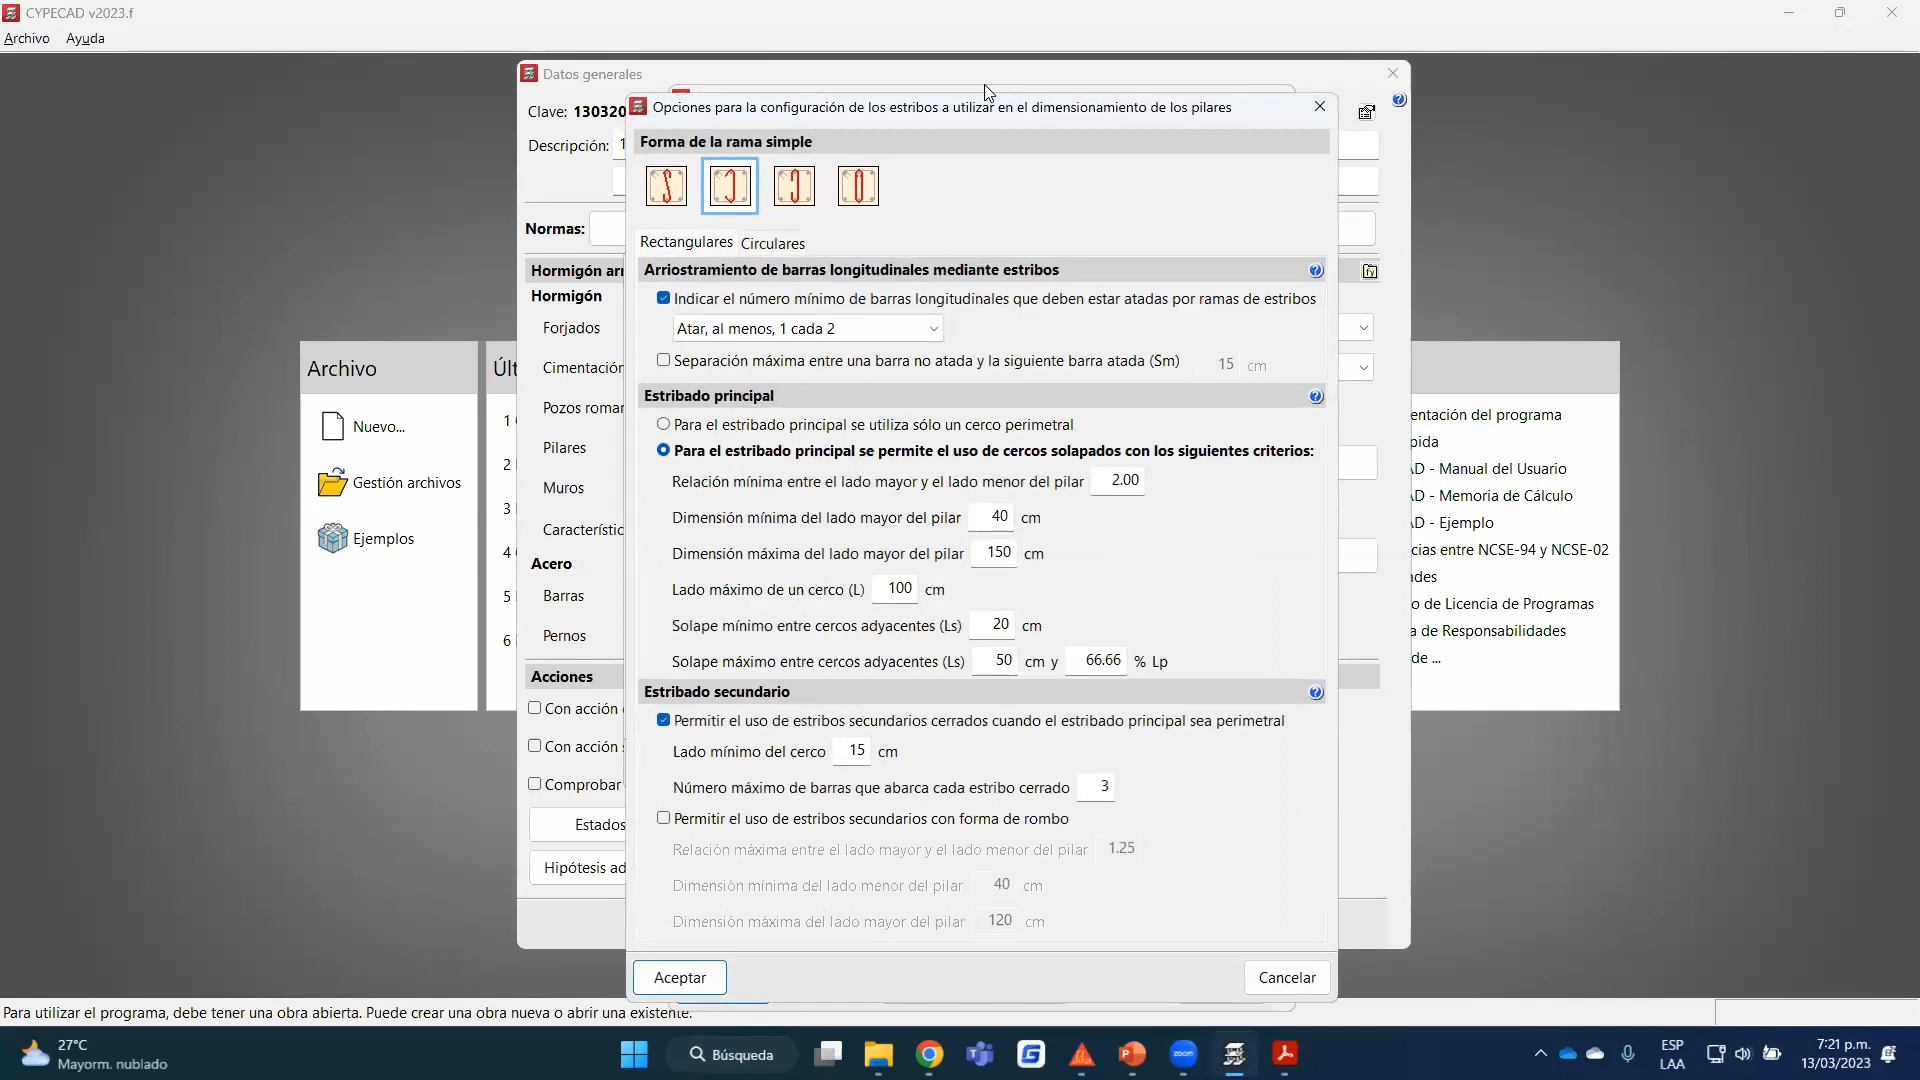 CYPECAD v2023.f
Archivo Ayuda
Datos generales
Clave: 130320
Descripción: 1
Normas:
Hormigón arr
Hormigón
Forjados
Cimentación
Pozos romar
Pilares
Muros
Característic
Acero
Barras
Pernos
Acciones
Con acción
Con acción s
Comprobar
Estados
Hipótesis ad
Opciones para la configuración de los estribos a utilizar en el dimensionamiento de los pilares
Forma de la rama simple
Rectangulares Circulares
Arriostramiento de barras longitudinales mediante estribos
Indicar el número mínimo de barras longitudinales que deben estar atadas por ramas de estribos
Atar, al menos, 1 cada 2
Separación máxima entre una barra no atada y la siguiente barra atada (Sm) 15 cm
Estribado principal
Para el estribado principal se utiliza sólo un cerco perimetral
Para el estribado principal se permite el uso de cercos solapados con los siguientes criterios:
Relación mínima entre el lado mayor y el lado menor del pilar 2.00
Dimensión mínima del lado mayor del pilar 40 cm
Dimensión máxima del lado mayor del pilar 150 cm
Lado máximo de un cerco (L) 100 cm
Solape mínimo entre cercos adyacentes (Ls) 20 cm
Solape máximo entre cercos adyacentes (Ls) 50 cm y 66.66 % Lp
Estribado secundario
Permitir el uso de estribos secundarios cerrados cuando el estribado principal sea perimetral
Lado mínimo del cerco 15 cm
Número máximo de barras que abarca cada estribo cerrado 3
Permitir el uso de estribos secundarios con forma de rombo
Relación máxima entre el lado mayor y el lado menor del pilar 1.25
Dimensión mínima del lado menor del pilar 40 cm
Dimensión máxima del lado mayor del pilar 120 cm
Aceptar Cancelar
Archivo
Nuevo...
Gestión archivos
Ejemplos
Últ
1
2
3
4
5
6
entación del programa
pida
AD - Manual del Usuario
AD - Memoria de Cálculo
AD - Ejemplo
cias entre NCSE-94 y NCSE-02
ades
o de Licencia de Programas
a de Responsabilidades
de ...
Para utilizar el programa, debe tener una obra abierta. Puede crear una obra nueva o abrir una existente.
27°C
Mayorm. nublado
Búsqueda
zoom
ESP
LAA
7:21 p.m.
13/03/2023